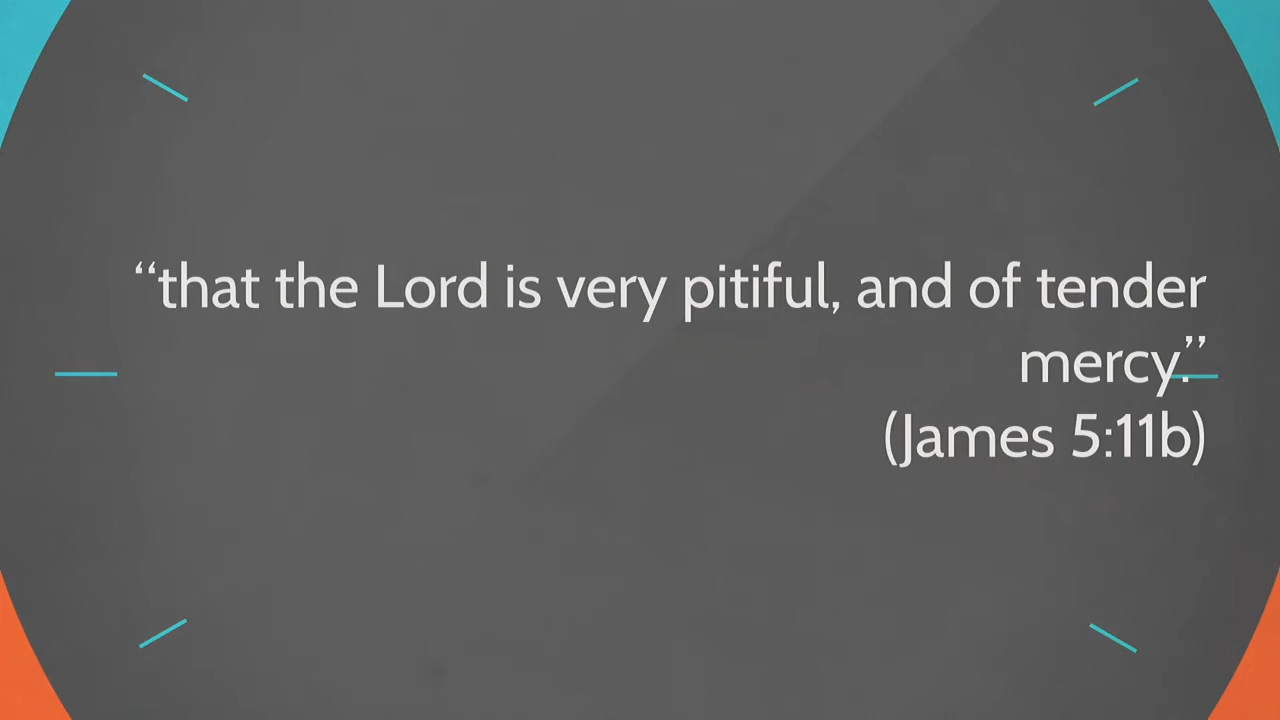 “that the Lord is very pitiful, and of tender
mercy.”
(James 5:11b)